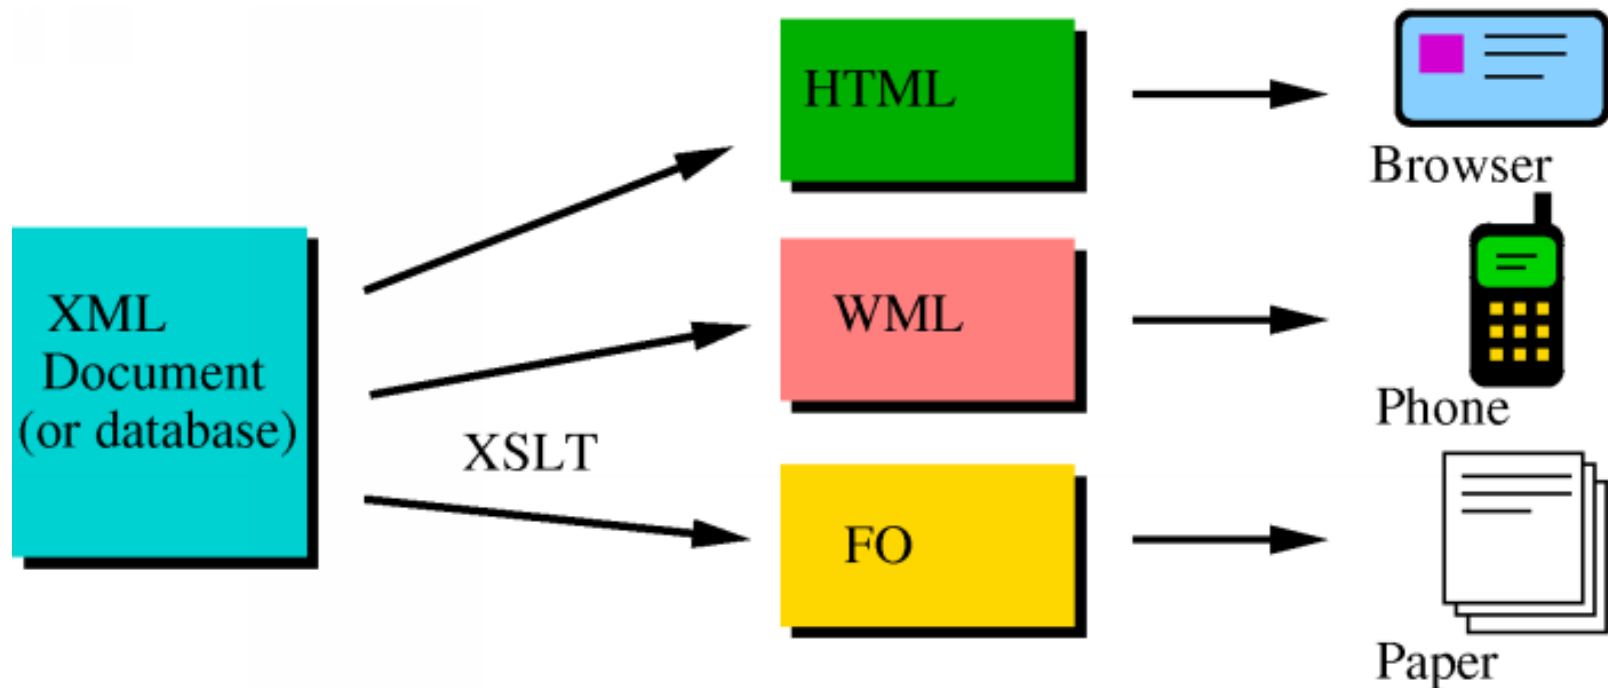 XML
Document
(or database)
XSLT
HTML
WML
FO
Browser
Phone
Paper